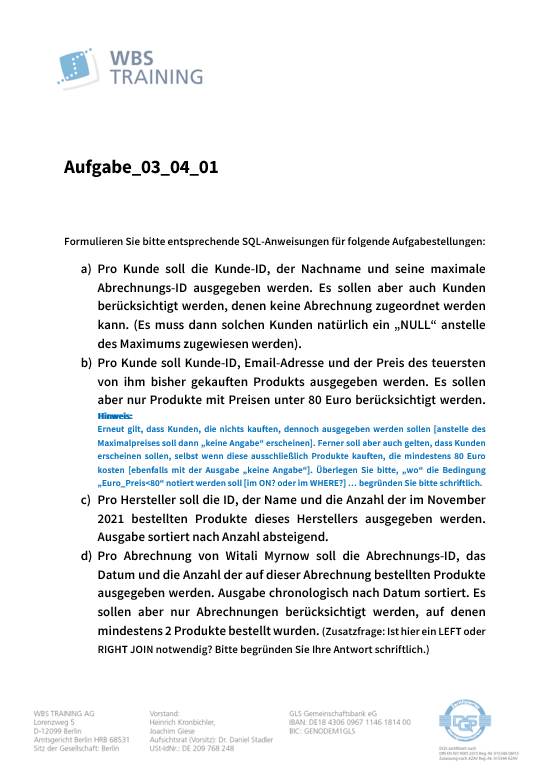 WBS
TRAINING
Aufgabe_03_04_01
Formulieren Sie bitte entsprechende SQL-Anweisungen für folgende Aufgabestellungen:
a) Pro Kunde soll die Kunde-ID, der Nachname und seine maximale
Abrechnungs-ID ausgegeben werden. Es sollen aber auch Kunden
berücksichtigt werden, denen keine Abrechnung zugeordnet werden
kann. (Es muss dann solchen Kunden natürlich ein „NULL“ anstelle
des Maximums zugewiesen werden).
b) Pro Kunde soll Kunde-ID, Email-Adresse und der Preis des teuersten
von ihm bisher gekauften Produkts ausgegeben werden. Es sollen
aber nur Produkte mit Preisen unter 80 Euro berücksichtigt werden.
Hinweis:
Erneut gilt, dass Kunden, die nichts kauften, dennoch ausgegeben werden sollen [anstelle des
Maximalpreises soll dann „keine Angabe“ erscheinen]. Ferner soll aber auch gelten, dass Kunden
erscheinen sollen, selbst wenn diese ausschließlich Produkte kauften, die mindestens 80 Euro
kosten [ebenfalls mit der Ausgabe „keine Angabe“]. Überlegen Sie bitte, „wo“ die Bedingung
„Euro_Preis<80“ notiert werden soll [im ON? oder im WHERE?] ... begründen Sie bitte schriftlich.
c) Pro Hersteller soll die ID, der Name und die Anzahl der im November
2021 bestellten Produkte dieses Herstellers ausgegeben werden.
Ausgabe sortiert nach Anzahl absteigend.
d) Pro Abrechnung von Witali Myrnow soll die Abrechnungs-ID, das
Datum und die Anzahl der auf dieser Abrechnung bestellten Produkte
ausgegeben werden. Ausgabe chronologisch nach Datum sortiert. Es
sollen aber nur Abrechnungen berücksichtigt werden, auf denen
mindestens 2 Produkte bestellt wurden. (Zusatzfrage: Ist hier ein LEFT oder
RIGHT JOIN notwendig? Bitte begründen Sie Ihre Antwort schriftlich.)
WBS TRAINING AG
Lorenzweg 5
D-12099 Berlin
Amtsgericht Berlin HRB 68531
Sitz der Gesellschaft: Berlin
Vorstand:
Heinrich Kronbichler,
Joachim Giese
Aufsichtsrat (Vorsitz): Dr. Daniel Stadler
USt-IdNr.: DE 209 768 248
GLS Gemeinschaftsbank eG
IBAN: DE18 4306 0967 1146 1814 00
BIC: GENODEM1GLS